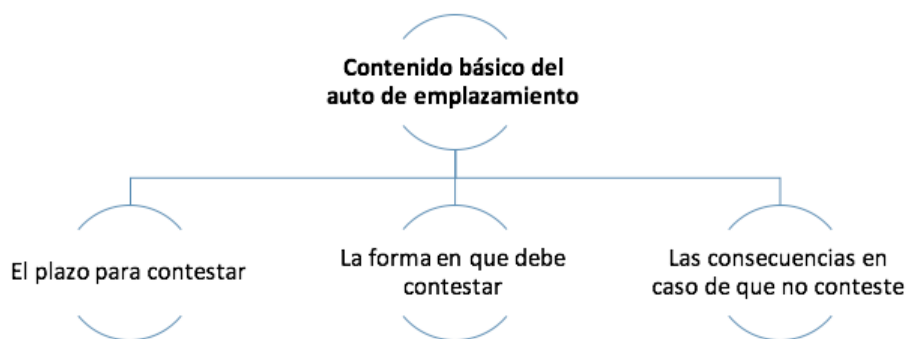 Contenido básico del
auto de emplazamiento
El plazo para contestar
La forma en que debe
contestar
Las consecuencias en
caso de que no conteste